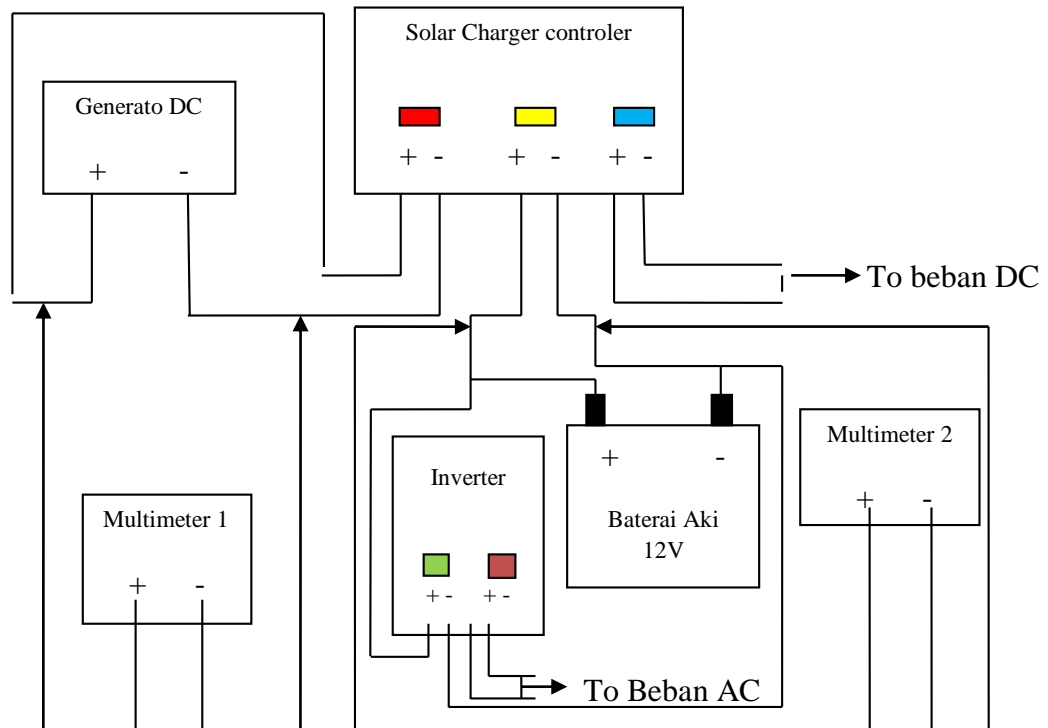 Solar Charger controler
+ - + - + -
Generato DC
+ -
To beban DC
Multimeter 2
+ -
Inverter
+ - + -
+ -
Baterai Aki
12V
Multimeter 1
+ -
To Beban AC